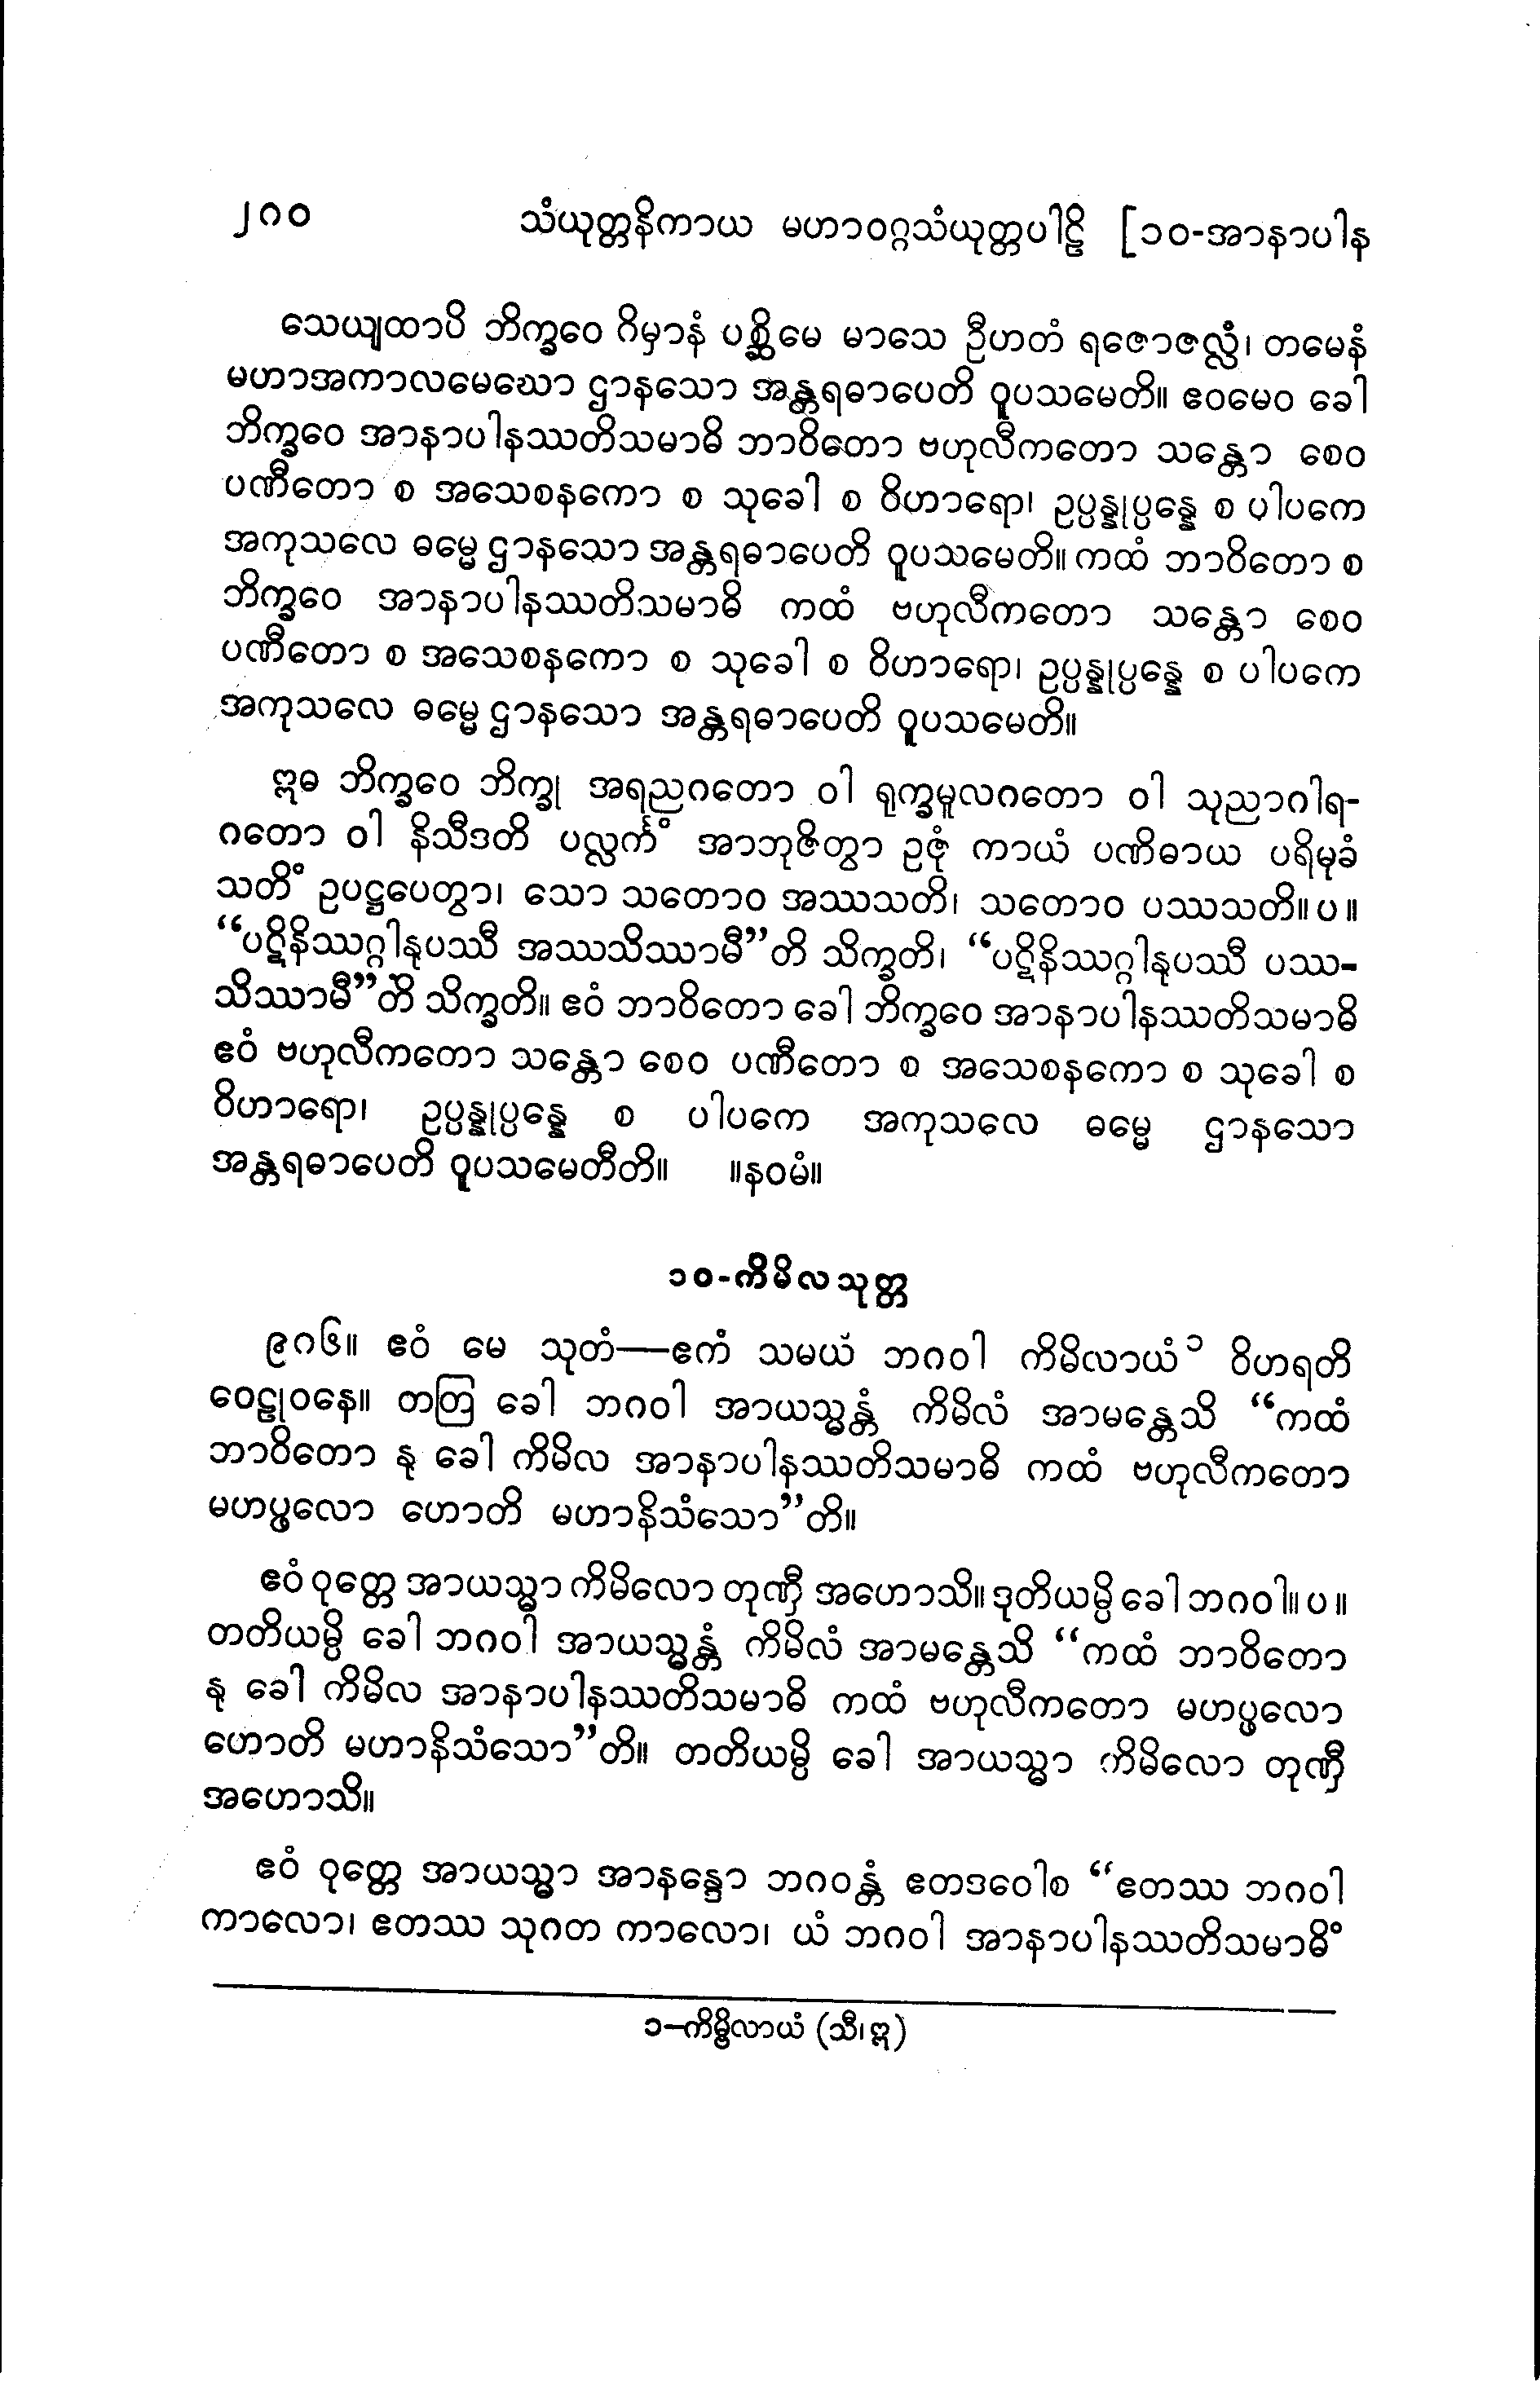 ၂၈၀ သံယုတ္တနိကာယ မဟာဝဂ္ဂသံယုတ္တပါဠိ [၁၀-အာနာပါန
သေယျထာပိ ဘိက္ခဝေ ဂိမှာနံ ပစ္ဆိမေ မာသေ ဦဟတံ ရဇောဇလ္လံ၊ တမေနံ
မဟာအကာလမေဃော ဌာနသော အန္တရဓာပေတိ ဝူပသမေတိ။ ဧဝမေဝ ခေါ
ဘိက္ခဝေ အာနာပါနဿတိသမာဓိ ဘာဝိတော ဗဟုလီကတော သန္တော စေဝ
ပဏီတော စ အသေစနကော စ သုခေါ စ ဝိဟာရော၊ ဥပ္ပန္နုပ္ပန္နေ စ ပါပကေ
အကုသလေ ဓမ္မေ ဌာနသော အန္တရဓာပေတိ ဝူပသမေတိ။ ကထံ ဘာဝိတော စ
ဘိက္ခဝေ အာနာပါနဿတိသမာဓိ ကထံ ဗဟုလီကတော သန္တော စေဝ
ပဏီတော စ အသေစနကော စ သုခေါ စ ဝိဟာရော၊ ဥပ္ပန္နုပ္ပန္နေ စ ပါပကေ
အကုသလေ ဓမ္မေ ဌာနသော အန္တရဓာပေတိ ဝူပသမေတိ။
ဣဓ ဘိက္ခဝေ ဘိက္ခု အရညဂတော ဝါ ရုက္ခမူလဂတော ဝါ သုညာဂါရ-
ဂတော ဝါ နိသီဒတိ ပလ္လင်္ကံ အာဘုဇိတွာ ဥဇုံ ကာယံ ပဏိဓာယ ပရိမုခံ
သတိံ ဥပဋ္ဌပေတွာ၊ သော သတောဝ အဿသတိ၊ သတောဝ ပဿသတိ။ ပ ။
“ပဋိနိဿဂ္ဂါနုပဿီ အဿသိဿာမီ”တိ သိက္ခတိ၊ “ပဋိနိဿဂ္ဂါနုပဿီ ပဿ-
သိဿာမီ”တိ သိက္ခတိ။ ဧဝံ ဘာဝိတော ခေါ ဘိက္ခဝေ အာနာပါနဿတိသမာဓိ
ဧဝံ ဗဟုလီကတော သန္တော စေဝ ပဏီတော စ အသေစနကော စ သုခေါ စ
ဝိဟာရော၊ ဥပ္ပန္နုပ္ပန္နေ စ ပါပကေ အကုသလေ ဓမ္မေ ဌာနသော
အန္တရဓာပေတိ ဝူပသမေတီတိ။ ။နဝမံ။
၁၀-ကိမိလသုတ္တ
၉၈၆။ ဧဝံ မေ သုတံ—ဧကံ သမယံ ဘဂဝါ ကိမိလာယံ၁ ဝိဟရတိ
ဝေဠုဝနေ။ တတြ ခေါ ဘဂဝါ အာယသ္မန္တံ ကိမိလံ အာမန္တေသိ “ကထံ
ဘာဝိတော နု ခေါ ကိမိလ အာနာပါနဿတိသမာဓိ ကထံ ဗဟုလီကတော
မဟပ္ဖလော ဟောတိ မဟာနိသံသော”တိ။
ဧဝံ ဝုတ္တေ အာယသ္မာ ကိမိလော တုဏှီ အဟောသိ။ ဒုတိယမ္ပိ ခေါ ဘဂဝါ။ ပ ။
တတိယမ္ပိ ခေါ ဘဂဝါ အာယသ္မန္တံ ကိမိလံ အာမန္တေသိ “ကထံ ဘာဝိတော
နု ခေါ ကိမိလ အာနာပါနဿတိသမာဓိ ကထံ ဗဟုလီကတော မဟပ္ဖလော
ဟောတိ မဟာနိသံသော”တိ။ တတိယမ္ပိ ခေါ အာယသ္မာ ကိမိလော တုဏှီ
အဟောသိ။
ဧဝံ ဝုတ္တေ အာယသ္မာ အာနန္ဒော ဘဂဝန္တံ ဧတဒဝေါစ “ဧတဿ ဘဂဝါ
ကာလော၊ ဧတဿ သုဂတ ကာလော၊ ယံ ဘဂဝါ အာနာပါနဿတိသမာဓိံ
၁—ကိမ္ဗိလာယံ (သီ၊ ဣ)